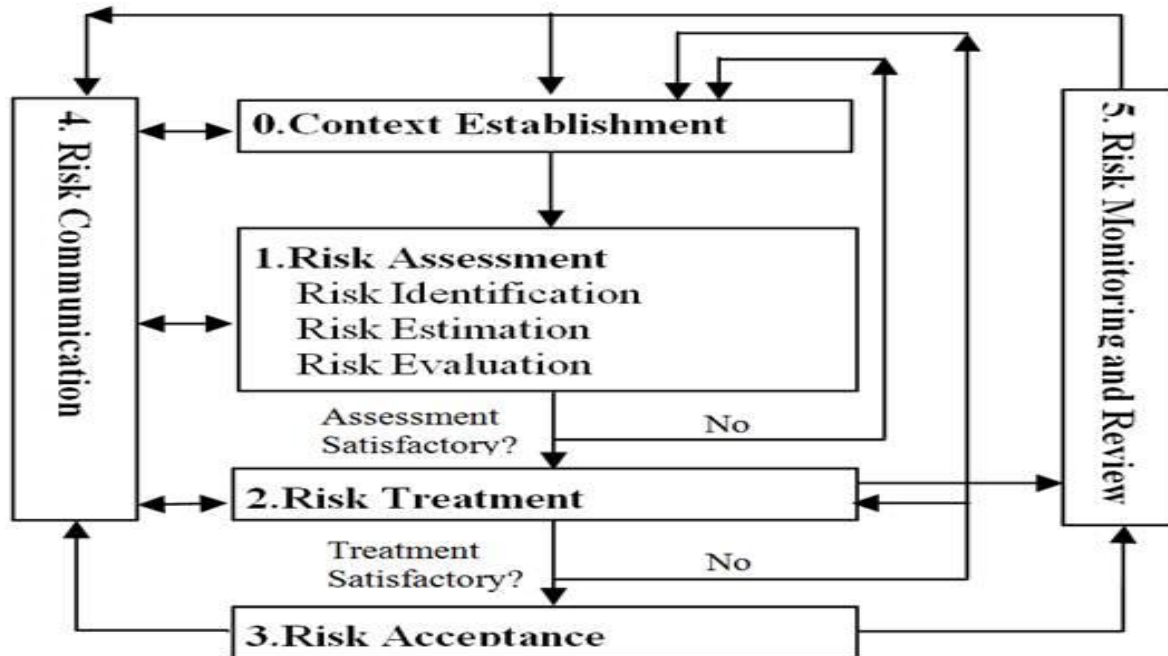 0.Context Establishment
4. Risk Communication
5. Risk Monitoring and Review
1.Risk Assessment
Risk Identification
Risk Estimation
Risk Evaluation
Assessment
Satisfactory?
No
2.Risk Treatment
Treatment
Satisfactory?
No
3.Risk Acceptance